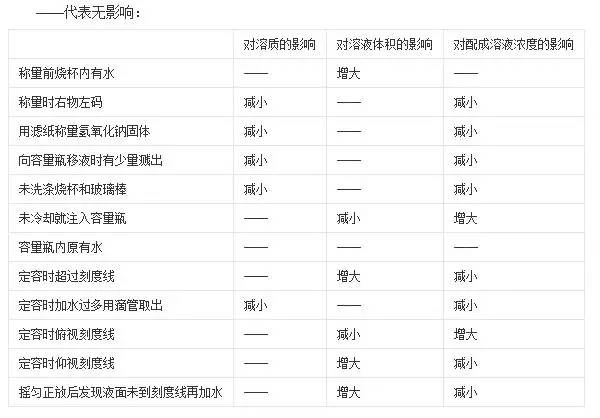 ——代表无影响：
对溶质的影响 对溶液体积的影响 对配成溶液浓度的影响
称量前烧杯内有水 —— 增大 ——
称量时右物左码 减小 —— 减小
用滤纸称量氢氧化钠固体 减小 —— 减小
向容量瓶移液时有少量溅出 减小 —— 减小
未洗涤烧杯和玻璃棒 减小 —— 减小
未冷却就注入容量瓶 —— 减小 增大
容量瓶内原有水 —— —— ——
定容时超过刻度线 —— 增大 减小
定容时加水过多用滴管取出 减小 —— 减小
定容时俯视刻度线 —— 减小 增大
定容时仰视刻度线 —— 增大 减小
摇匀正放后发现液面未到刻度线再加水 —— 增大 减小